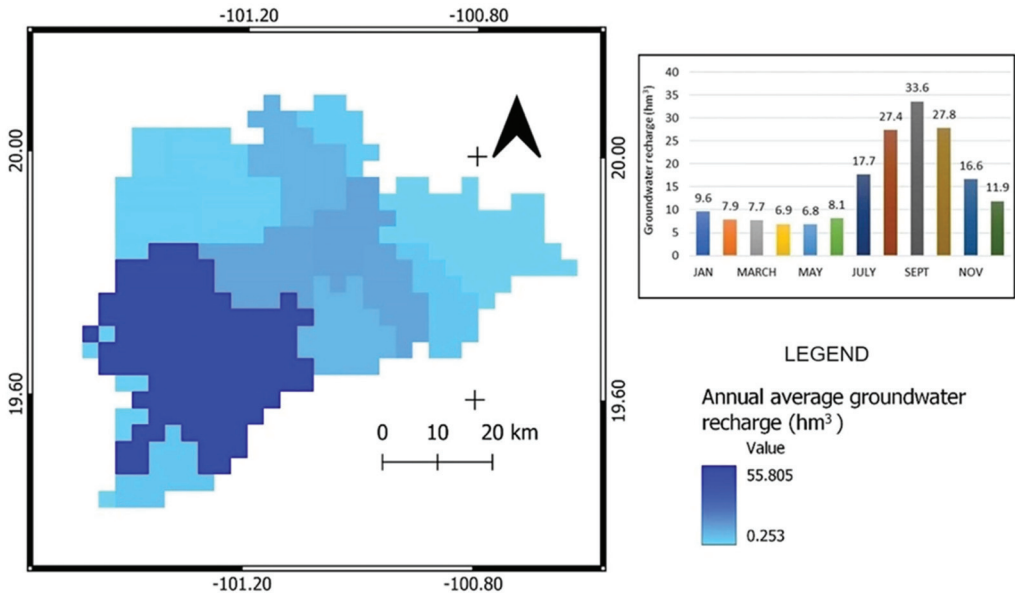 -101.20 -100.80
20.00
20.00
19.60
19.60
0 10 20 km
-101.20 -100.80
Groundwater recharge (hm³)
40
35
30
25
20
15
10
5
0
9.6 7.9 7.7 6.9 6.8 8.1 17.7 27.4 33.6 27.8 16.6 11.9
JAN MARCH MAY JULY SEPT NOV
LEGEND
Annual average groundwater
recharge (hm³)
Value
55.805
0.253